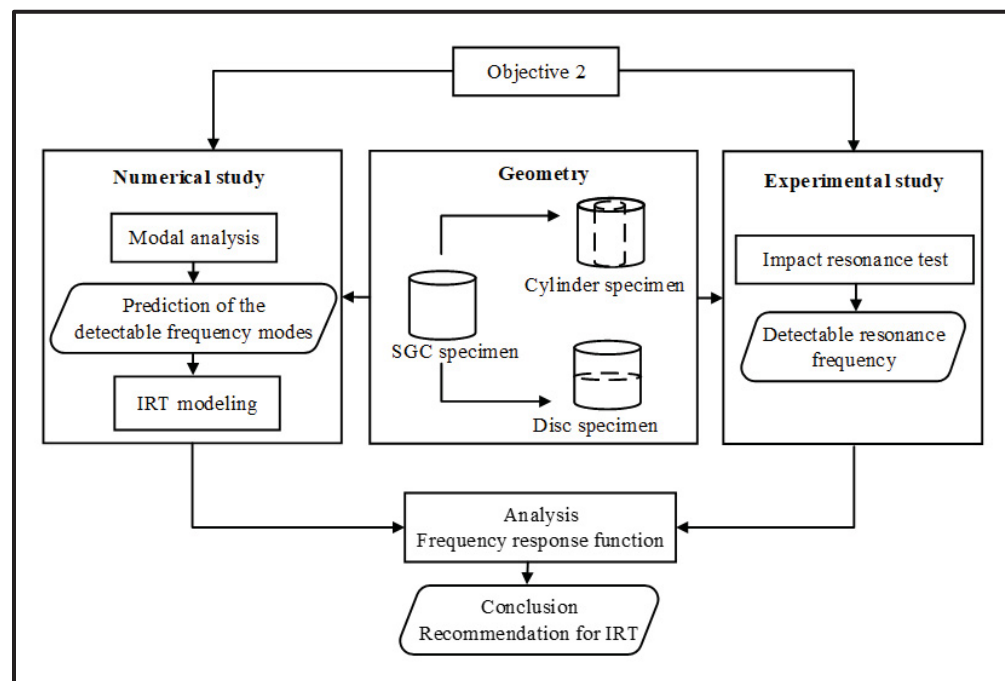 Objective 2
Numerical study
Modal analysis
Prediction of the
detectable frequency modes
IRT modeling
Geometry
Cylinder specimen
SGC specimen
Disc specimen
Experimental study
Impact resonance test
Detectable resonance
frequency
Analysis
Frequency response function
Conclusion
Recommendation for IRT